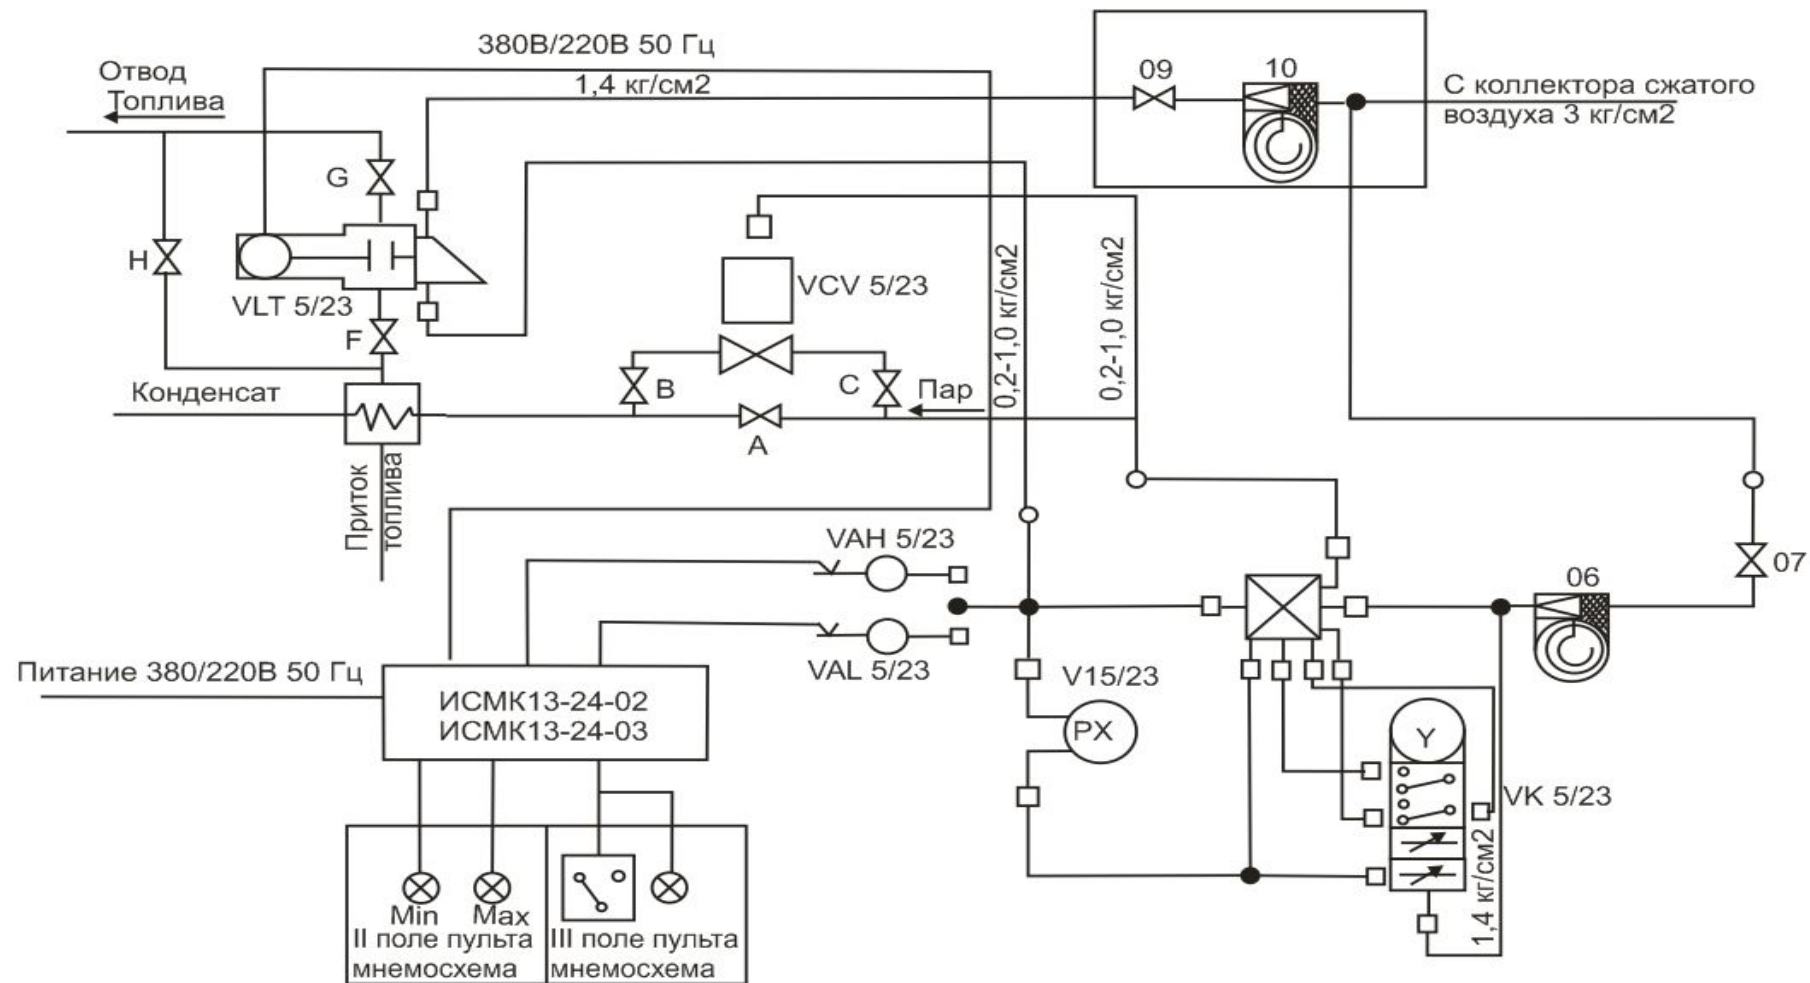 380В/220В 50 Гц
Отвод
Топлива
1,4 кг/см2
09
10
С коллектора сжатого
воздуха 3 кг/см2
G
H
VLT 5/23
F
VCV 5/23
0,2-1,0 кг/см2
0,2-1,0 кг/см2
B
C
Пар
Конденсат
A
Приток
топлива
VAH 5/23
VAL 5/23
06
07
Питание 380/220В 50 Гц
ИСМК13-24-02
ИСМК13-24-03
V15/23
PX
Y
VK 5/23
1,4 кг/см2
Min
Max
II поле пульта
мнемосхема
III поле пульта
мнемосхема